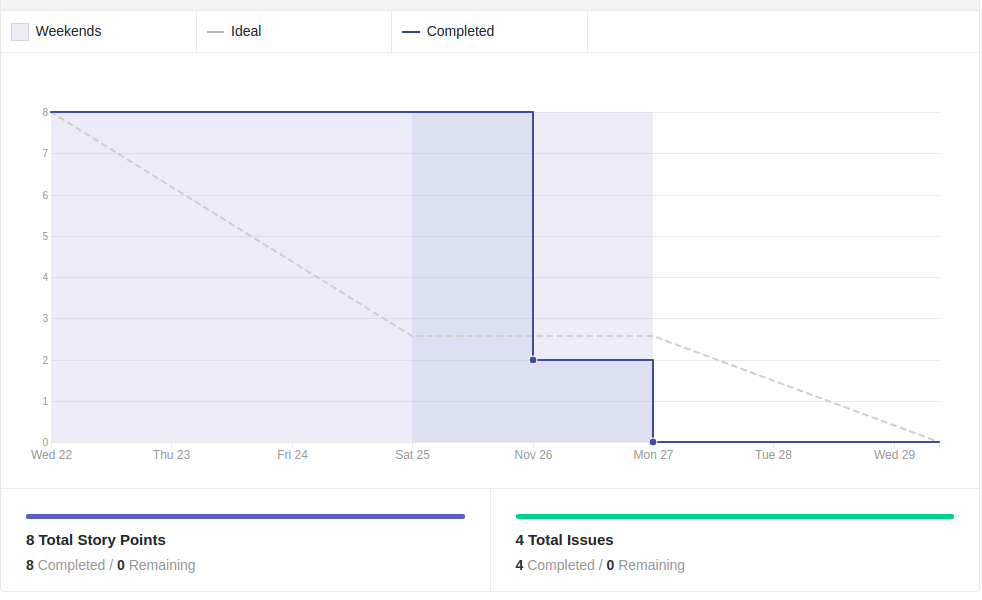 Weekends Ideal Completed
8
7
6
5
4
3
2
1
0
Wed 22 Thu 23 Fri 24 Sat 25 Nov 26 Mon 27 Tue 28 Wed 29
8 Total Story Points
8 Completed / 0 Remaining
4 Total Issues
4 Completed / 0 Remaining